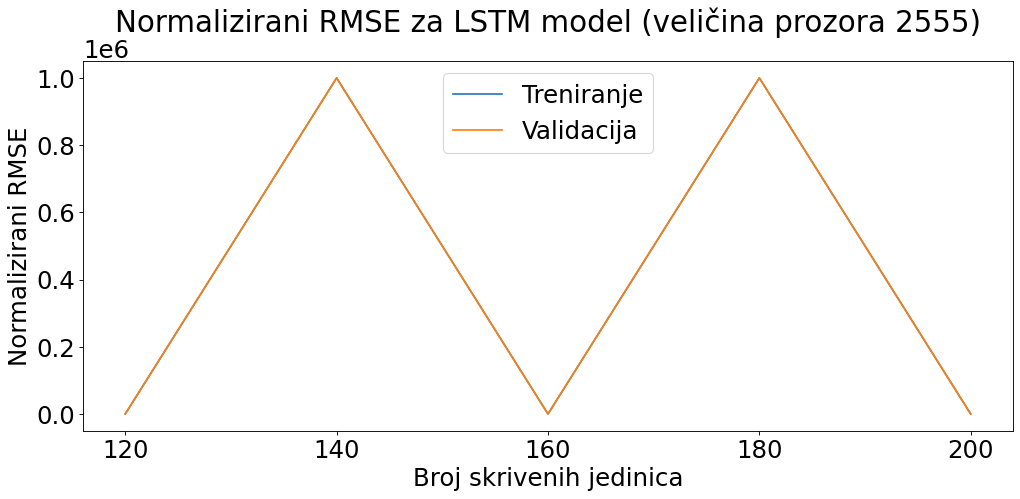 Normalizirani RMSE za LSTM model (veličina prozora 2555)
1e6
1.0
0.8
0.6
0.4
0.2
0.0
Normalizirani RMSE
Treniranje
Validacija
120 140 160 180 200
Broj skrivenih jedinica